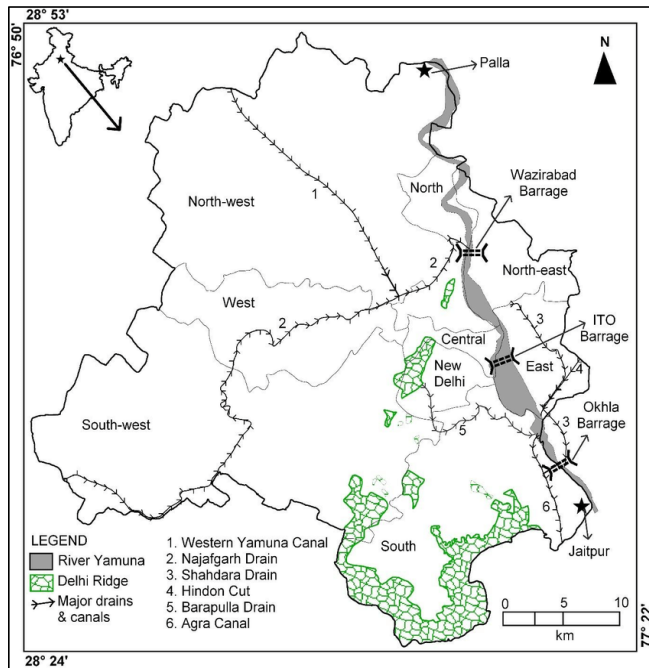 28° 53'
76° 50'
N
Palla
Wazirabad
Barrage
North
North-west
1
2
North-east
West
3
2
ITO
Barrage
Central
East
New
Delhi
4
Okhla
Barrage
South-west
3
5
6
South
Jaitpur
LEGEND
River Yamuna
Delhi Ridge
Major drains
& canals
1. Western Yamuna Canal
2. Najafgarh Drain
3. Shahdara Drain
4. Hindon Cut
5. Barapulla Drain
6. Agra Canal
0 5 10
km
28° 24'
77° 22'